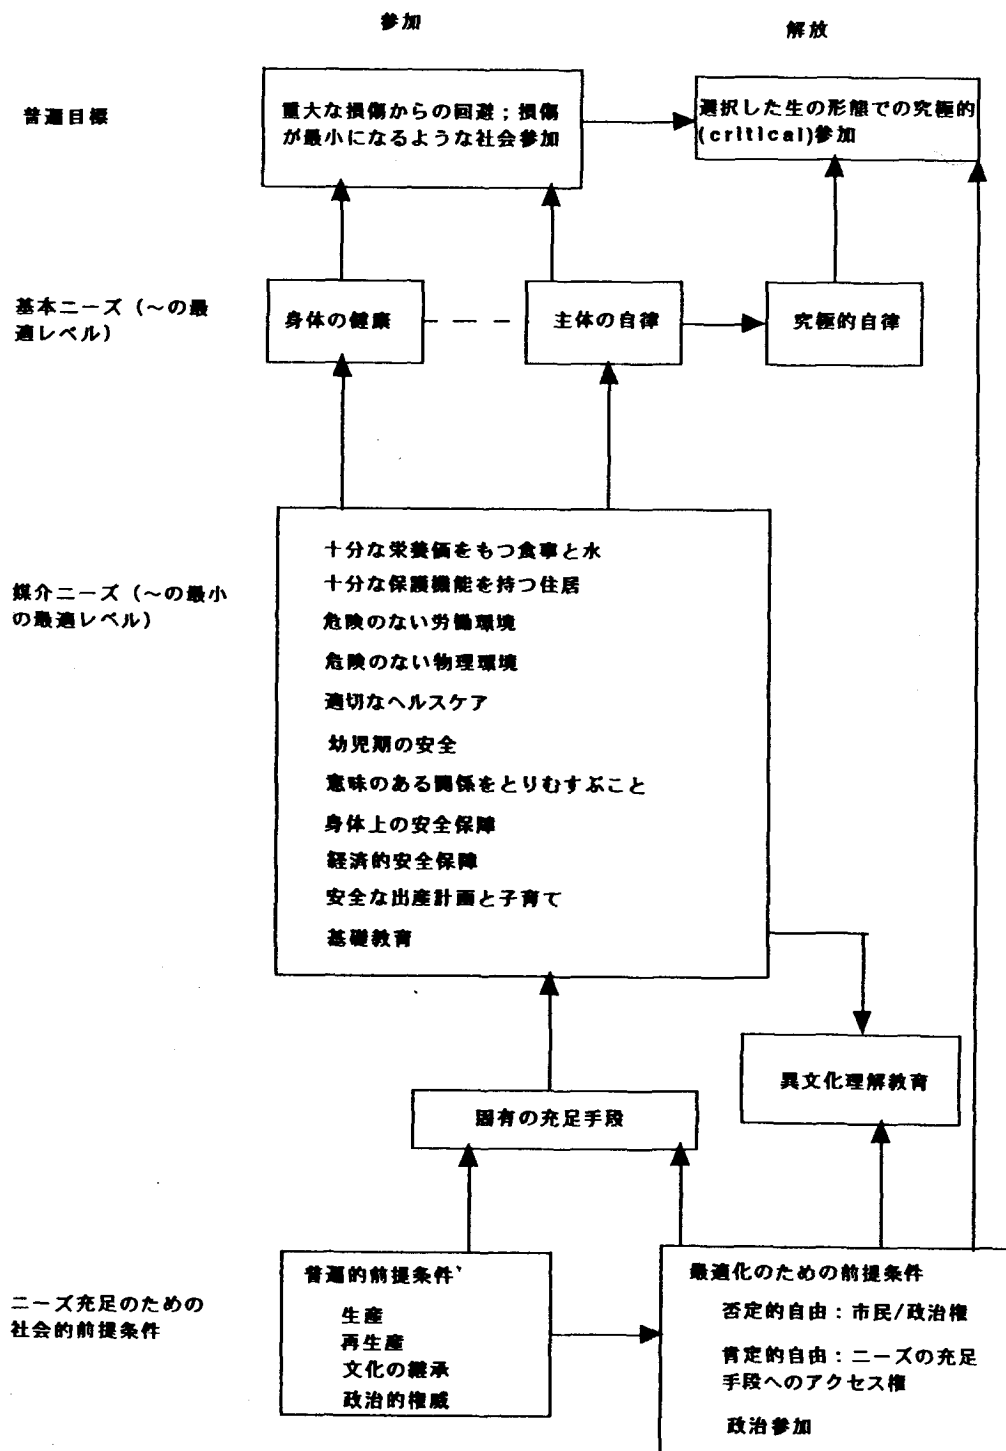 参加
解放
普遍目標
重大な損傷からの回避；損傷
が最小になるような社会参加
選択した生の形態での究極的
(critical)参加
基本ニーズ（～の最
適レベル）
身体の健康
主体の自律
究極的自律
媒介ニーズ（～の最小
の最適レベル）
十分な栄養価をもつ食事と水
十分な保護機能を持つ住居
危険のない労働環境
危険のない物理環境
適切なヘルスケア
幼児期の安全
意味のある関係をとりむすぶこと
身体上の安全保障
経済的安全保障
安全な出産計画と子育て
基礎教育
異文化理解教育
固有の充足手段
ニーズ充足のための
社会的前提条件
普遍的前提条件
生産
再生産
文化の継承
政治的権威
最適化のための前提条件
否定的自由：市民/政治権
肯定的自由：ニーズの充足
手段へのアクセス権
政治参加